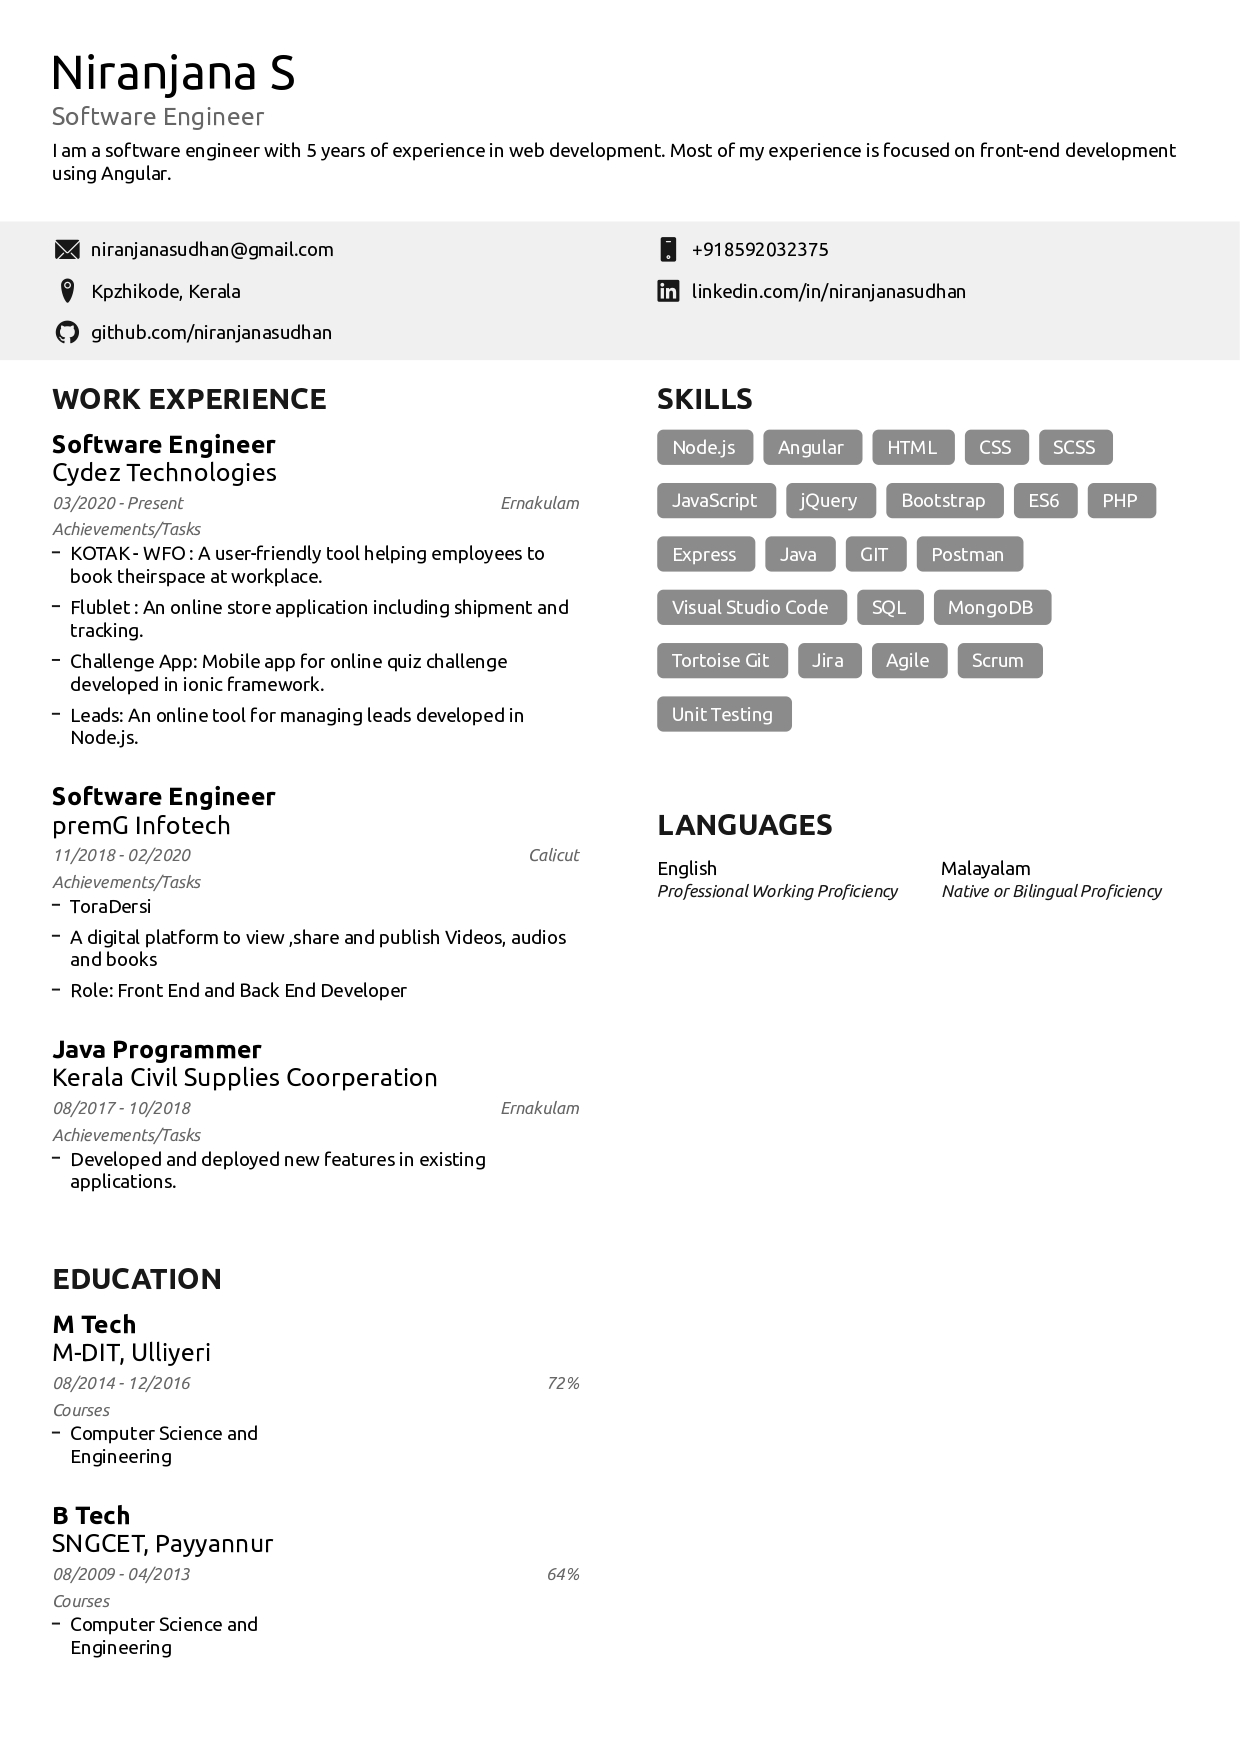 Niranjana S
Software Engineer
I am a software engineer with 5 years of experience in web development. Most of my experience is focused on front-end development
using Angular.
niranjanasudhan@gmail.com
+918592032375
Kpzhikode, Kerala
linkedin.com/in/niranjanasudhan
github.com/niranjanasudhan
WORK EXPERIENCE
Software Engineer
Cydez Technologies
03/2020 - Present
Ernakulam
Achievements/Tasks
– KOTAK - WFO : A user-friendly tool helping employees to
book theirspace at workplace.
– Flublet : An online store application including shipment and
tracking.
– Challenge App: Mobile app for online quiz challenge
developed in ionic framework.
– Leads: An online tool for managing leads developed in
Node.js.
Software Engineer
premG Infotech
11/2018 - 02/2020
Calicut
Achievements/Tasks
– ToraDersi
– A digital platform to view ,share and publish Videos, audios
and books
– Role: Front End and Back End Developer
Java Programmer
Kerala Civil Supplies Coorperation
08/2017 - 10/2018
Ernakulam
Achievements/Tasks
– Developed and deployed new features in existing
applications.
EDUCATION
M Tech
M-DIT, Ulliyeri
08/2014 - 12/2016
72%
Courses
– Computer Science and
Engineering
B Tech
SNGCET, Payyannur
08/2009 - 04/2013
64%
Courses
– Computer Science and
Engineering
SKILLS
Node.js Angular HTML CSS SCSS
JavaScript jQuery Bootstrap ES6 PHP
Express Java GIT Postman
Visual Studio Code SQL MongoDB
Tortoise Git Jira Agile Scrum
Unit Testing
LANGUAGES
English
Professional Working Proficiency
Malayalam
Native or Bilingual Proficiency